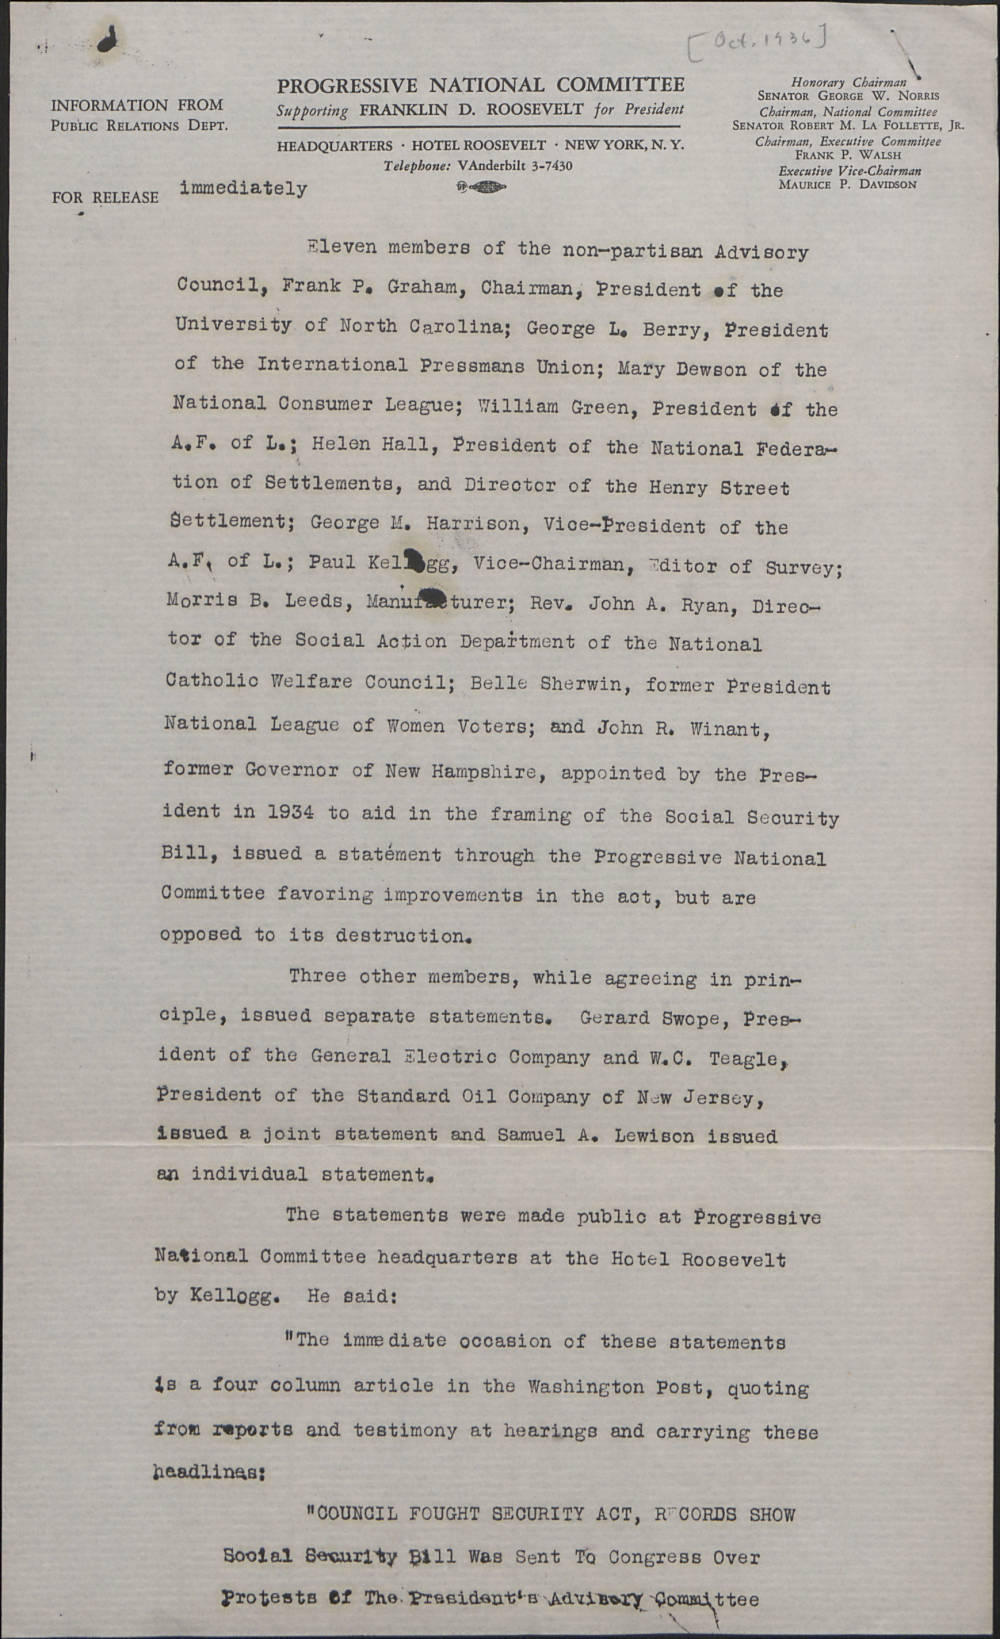 [Oct. 1936]
INFORMATION FROM
PUBLIC RELATIONS DEPT.
FOR RELEASE immediately
PROGRESSIVE NATIONAL COMMITTEE
Supporting FRANKLIN D. ROOSEVELT for President
HEADQUARTERS · HOTEL ROOSEVELT · NEW YORK, N. Y.
Telephone: VAnderbilt 3-7430
Honorary Chairman
SENATOR GEORGE W. NORRIS
Chairman, National Committee
SENATOR ROBERT M. LA FOLLETTE, JR.
Chairman, Executive Committee
FRANK P. WALSH
Executive Vice-Chairman
MAURICE P. DAVIDSON
Eleven members of the non-partisan Advisory
Council, Frank P. Graham, Chairman, President of the
University of North Carolina; George L. Berry, President
of the International Pressmans Union; Mary Dewson of the
National Consumer League; William Green, President of the
A.F. of L.; Helen Hall, President of the National Federa-
tion of Settlements, and Director of the Henry Street
Settlement; George M. Harrison, Vice-President of the
A.F. of L.; Paul Kellogg, Vice-Chairman, Editor of Survey;
Morris B. Leeds, Manufacturer; Rev. John A. Ryan, Direc-
tor of the Social Action Department of the National
Catholic Welfare Council; Belle Sherwin, former President
National League of Women Voters; and John R. Winant,
former Governor of New Hampshire, appointed by the Pres-
ident in 1934 to aid in the framing of the Social Security
Bill, issued a statement through the Progressive National
Committee favoring improvements in the act, but are
opposed to its destruction.
Three other members, while agreeing in prin-
ciple, issued separate statements. Gerard Swope, Pres-
ident of the General Electric Company and W.C. Teagle,
President of the Standard Oil Company of New Jersey,
issued a joint statement and Samuel A. Lewison issued
an individual statement.
The statements were made public at Progressive
National Committee headquarters at the Hotel Roosevelt
by Kellogg. He said:
"The immediate occasion of these statements
is a four column article in the Washington Post, quoting
from reports and testimony at hearings and carrying these
headlines:
"COUNCIL FOUGHT SECURITY ACT, RECORDS SHOW
Social Security Bill Was Sent To Congress Over
Protests Of The President's Advisory Committee